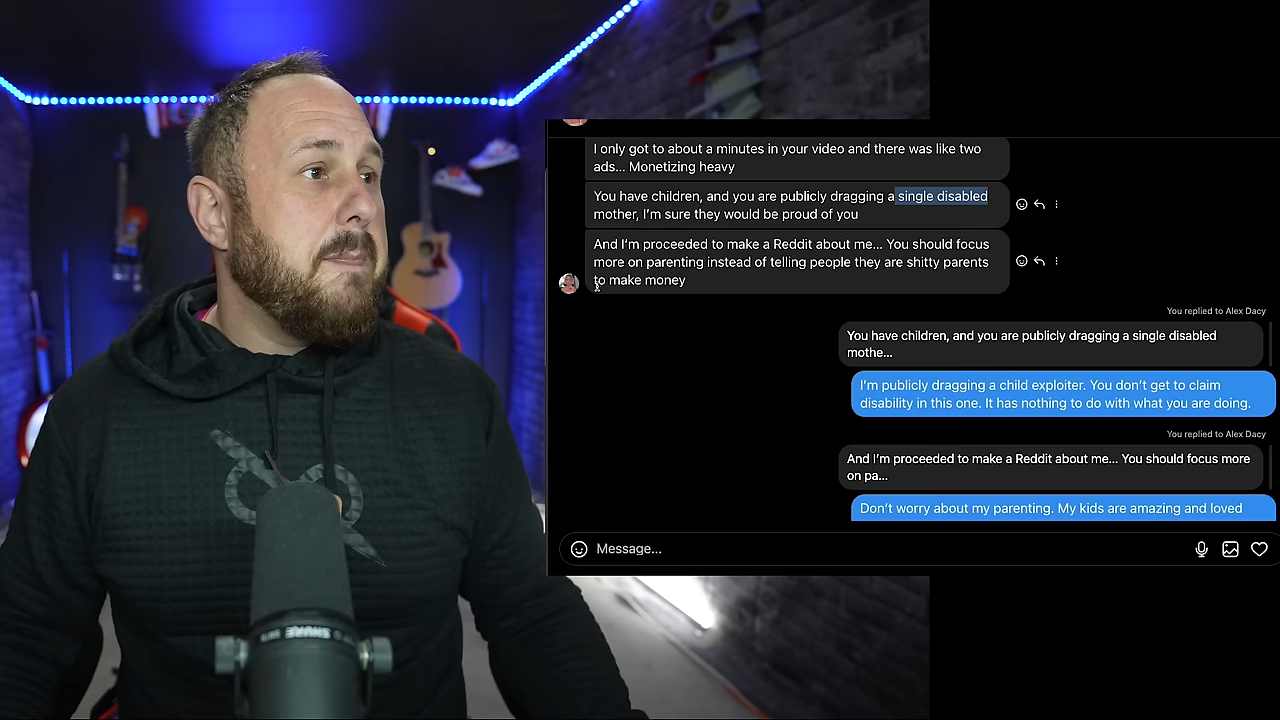 I only got to about a minutes in your video and there was like two
ads... Monetizing heavy
You have children, and you are publicly dragging a single disabled
mother, I'm sure they would be proud of you
And I'm proceeded to make a Reddit about me... You should focus
more on parenting instead of telling people they are shitty parents
to make money
You replied to Alex Dacy
You have children, and you are publicly dragging a single disabled
mothe...
I'm publicly dragging a child exploiter. You don't get to claim
disability in this one. It has nothing to do with what you are doing.
You replied to Alex Dacy
And I'm proceeded to make a Reddit about me... You should focus more
on pa...
Don't worry about my parenting. My kids are amazing and loved
Message...
SHURE